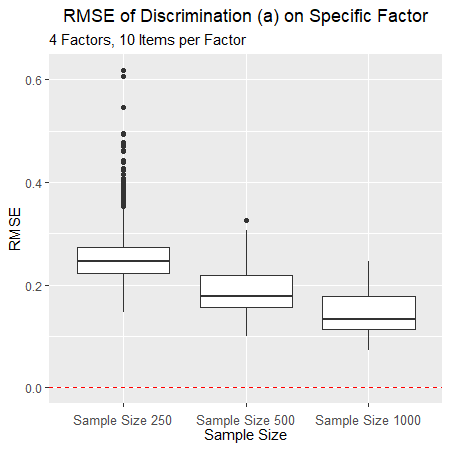 RMSE of Discrimination (a) on Specific Factor
4 Factors, 10 Items per Factor
0.6
0.4
0.2
0.0
RMSE
Sample Size 250 Sample Size 500 Sample Size 1000
Sample Size